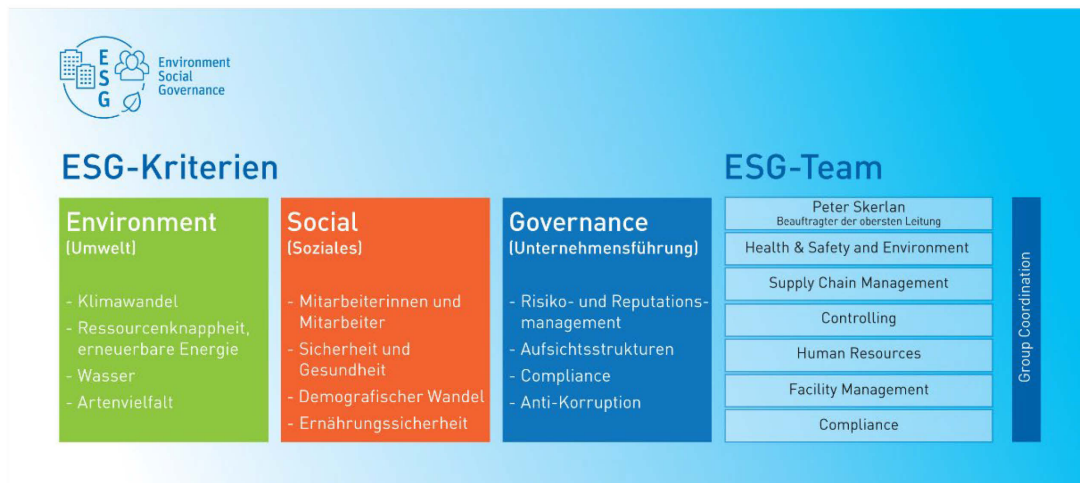 E
S
G
Environment
Social
Governance
ESG-Kriterien
Environment
(Umwelt)
- Klimawandel
- Ressourcenknappheit,
erneuerbare Energie
- Wasser
- Artenvielfalt
Social
(Soziales)
- Mitarbeiterinnen und
Mitarbeiter
- Sicherheit und
Gesundheit
- Demografischer Wandel
- Ernährungssicherheit
Governance
(Unternehmensführung)
- Risiko- und Reputations-
management
- Aufsichtsstrukturen
- Compliance
- Anti-Korruption
ESG-Team
Peter Skerlan
Beauftragter der obersten Leitung
Health & Safety and Environment
Supply Chain Management
Controlling
Human Resources
Facility Management
Compliance
Group Coordination